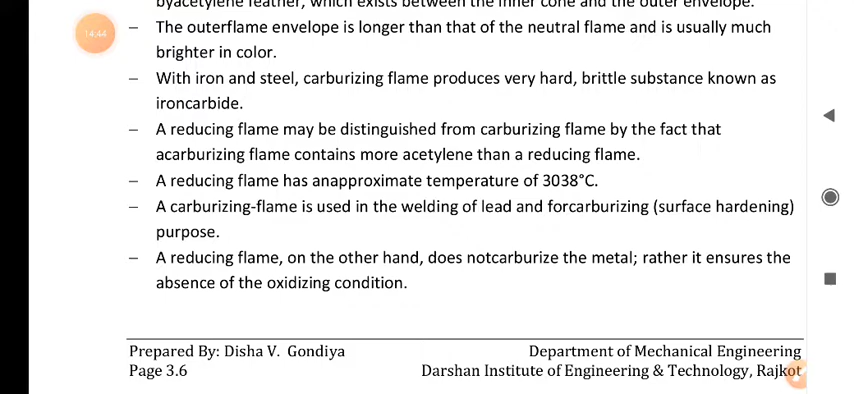 byacetylene feather, which exists between the inner cone and the outer envelope.
– The outerflame envelope is longer than that of the neutral flame and is usually much
brighter in color.
– With iron and steel, carburizing flame produces very hard, brittle substance known as
ironcarbide.
– A reducing flame may be distinguished from carburizing flame by the fact that
acarburizing flame contains more acetylene than a reducing flame.
– A reducing flame has anapproximate temperature of 3038°C.
– A carburizing-flame is used in the welding of lead and forcarburizing (surface hardening)
purpose.
– A reducing flame, on the other hand, does notcarburize the metal; rather it ensures the
absence of the oxidizing condition.
14:44
Prepared By: Disha V. Gondiya
Department of Mechanical Engineering
Page 3.6
Darshan Institute of Engineering & Technology, Rajkot